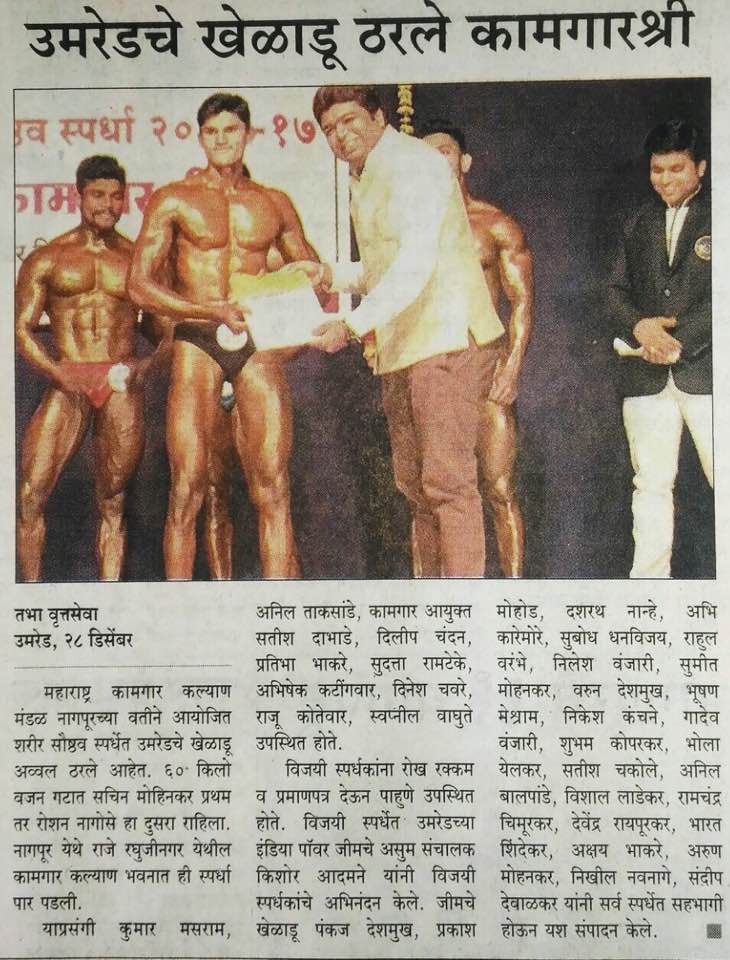 उमरेडचे खेळाडू ठरले कामगारश्री
ठव स्पर्धा २० -१७
काम
तभा वृत्तसेवा
उमरेड, २८ डिसेंबर
महाराष्ट्र कामगार कल्याण
मंडळ नागपूरच्या वतीने आयोजित
शरीर सौष्ठव स्पर्धेत उमरेडचे खेळाडू
अव्वल ठरले आहेत. ६० किलो
वजन गटात सचिन मोहिनकर प्रथम
तर रोशन नागोसे हा दुसरा राहिला.
नागपूर येथे राजे रघुजीनगर येथील
कामगार कल्याण भवनात ही स्पर्धा
पार पडली.
याप्रसंगी कुमार मसराम,
अनिल ताकसांडे, कामगार आयुक्त
सतीश दाभाडे, दिलीप चंदन,
प्रतिभा भाकरे, सुदत्ता रामटेके,
अभिषेक कटींगवार, दिनेश चवरे,
राजू कोतेवार, स्वप्नील वाघुते
उपस्थित होते.
विजयी स्पर्धकांना रोख रक्कम
व प्रमाणपत्र देऊन पाहुणे उपस्थित
होते. विजयी स्पर्धेत उमरेडच्या
इंडिया पॉवर जीमचे असुम संचालक
किशोर आदमने यांनी विजयी
स्पर्धकांचे अभिनंदन केले. जीमचे
खेळाडू पंकज देशमुख, प्रकाश
मोहोड, दशरथ नान्हे, अभि
कारेमोरे, सुबोध धनविजय, राहुल
वरंभे, निलेश वंजारी, सुमीत
मोहनकर, वरुन देशमुख, भूषण
मेश्राम, निकेश कंचने, गादेव
वंजारी, शुभम कोपरकर, भोला
येलकर, सतीश चकोले, अनिल
बालपांडे, विशाल लाडेकर, रामचंद्र
चिमूरकर, देवेंद्र रायपूरकर, भारत
शिंदेकर, अक्षय भाकरे, अरुण
मोहनकर, निखील नवनागे, संदीप
देवाळकर यांनी सर्व स्पर्धेत सहभागी
होऊन यश संपादन केले.